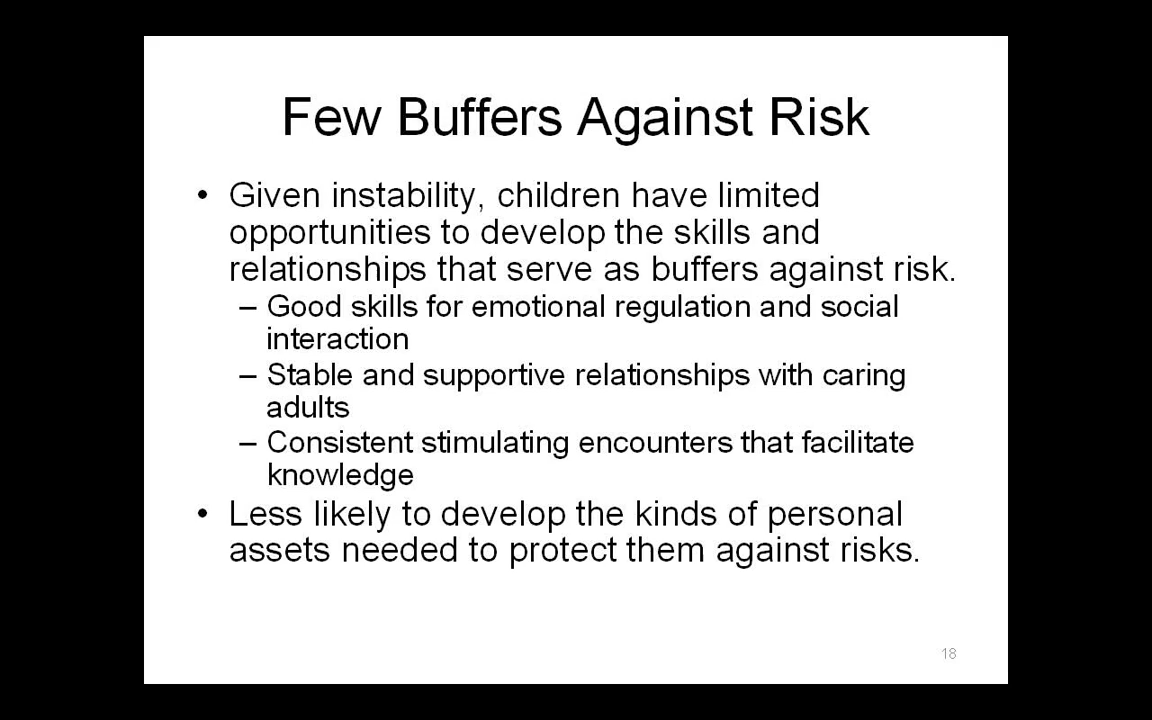 Few Buffers Against Risk
• Given instability, children have limited
opportunities to develop the skills and
relationships that serve as buffers against risk.
– Good skills for emotional regulation and social
interaction
– Stable and supportive relationships with caring
adults
– Consistent stimulating encounters that facilitate
knowledge
• Less likely to develop the kinds of personal
assets needed to protect them against risks.
18